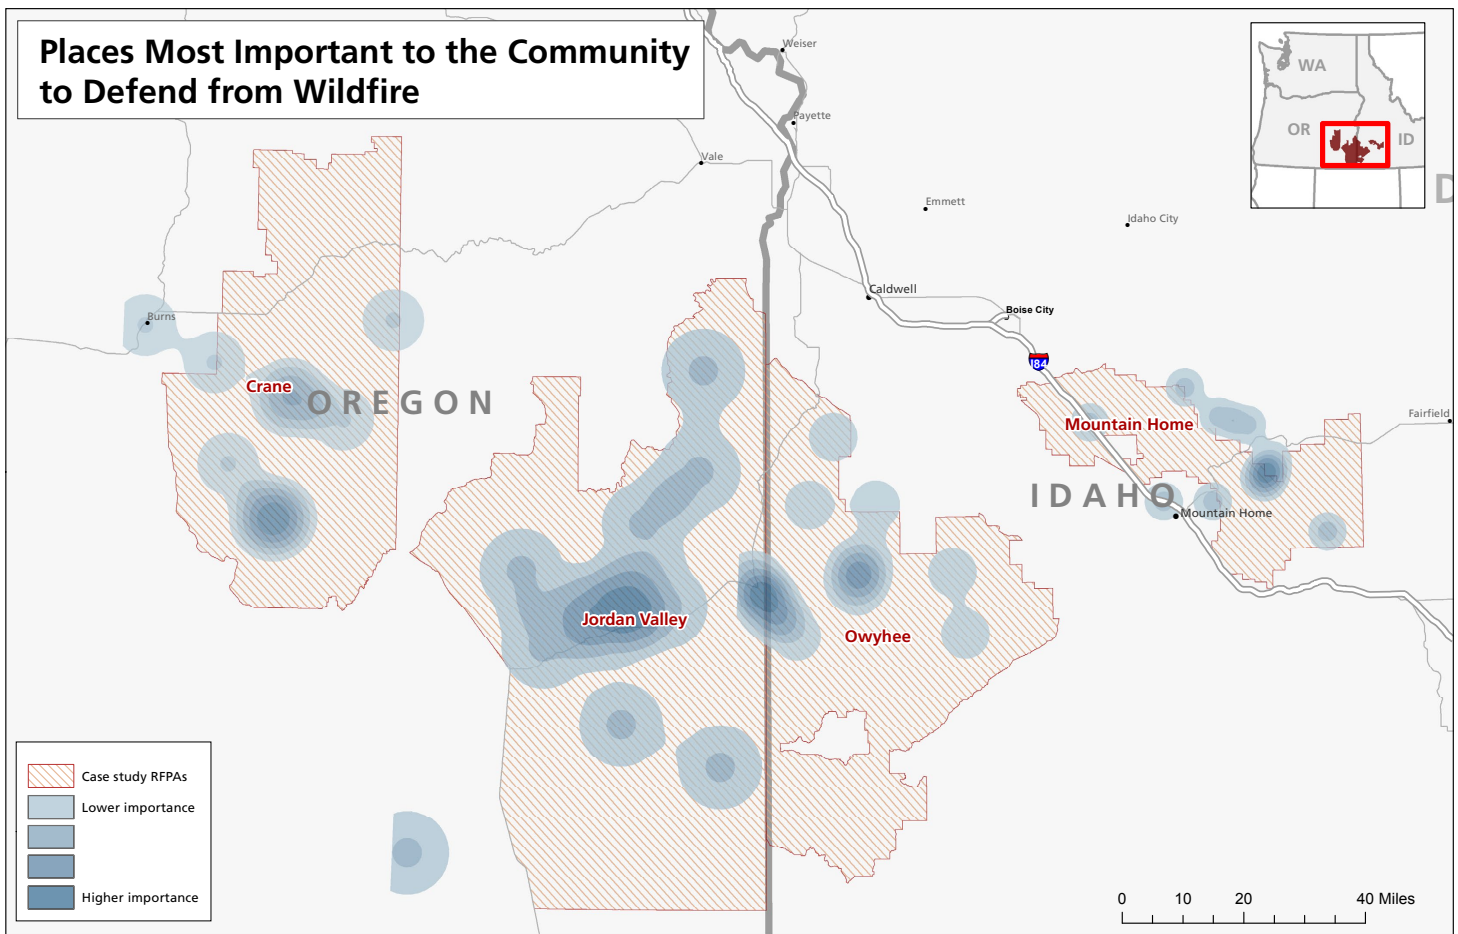 Places Most Important to the Community
to Defend from Wildfire
WA
OR
ID
D
Weiser
Payette
Vale
Emmett
Idaho City
Caldwell
Boise City
Burns
I84
Crane
OREGON
Mountain Home
Fairfield
IDAHO
Mountain Home
Jordan Valley
Owyhee
Case study RFPAs
Lower importance
Higher importance
0 10 20 40 Miles